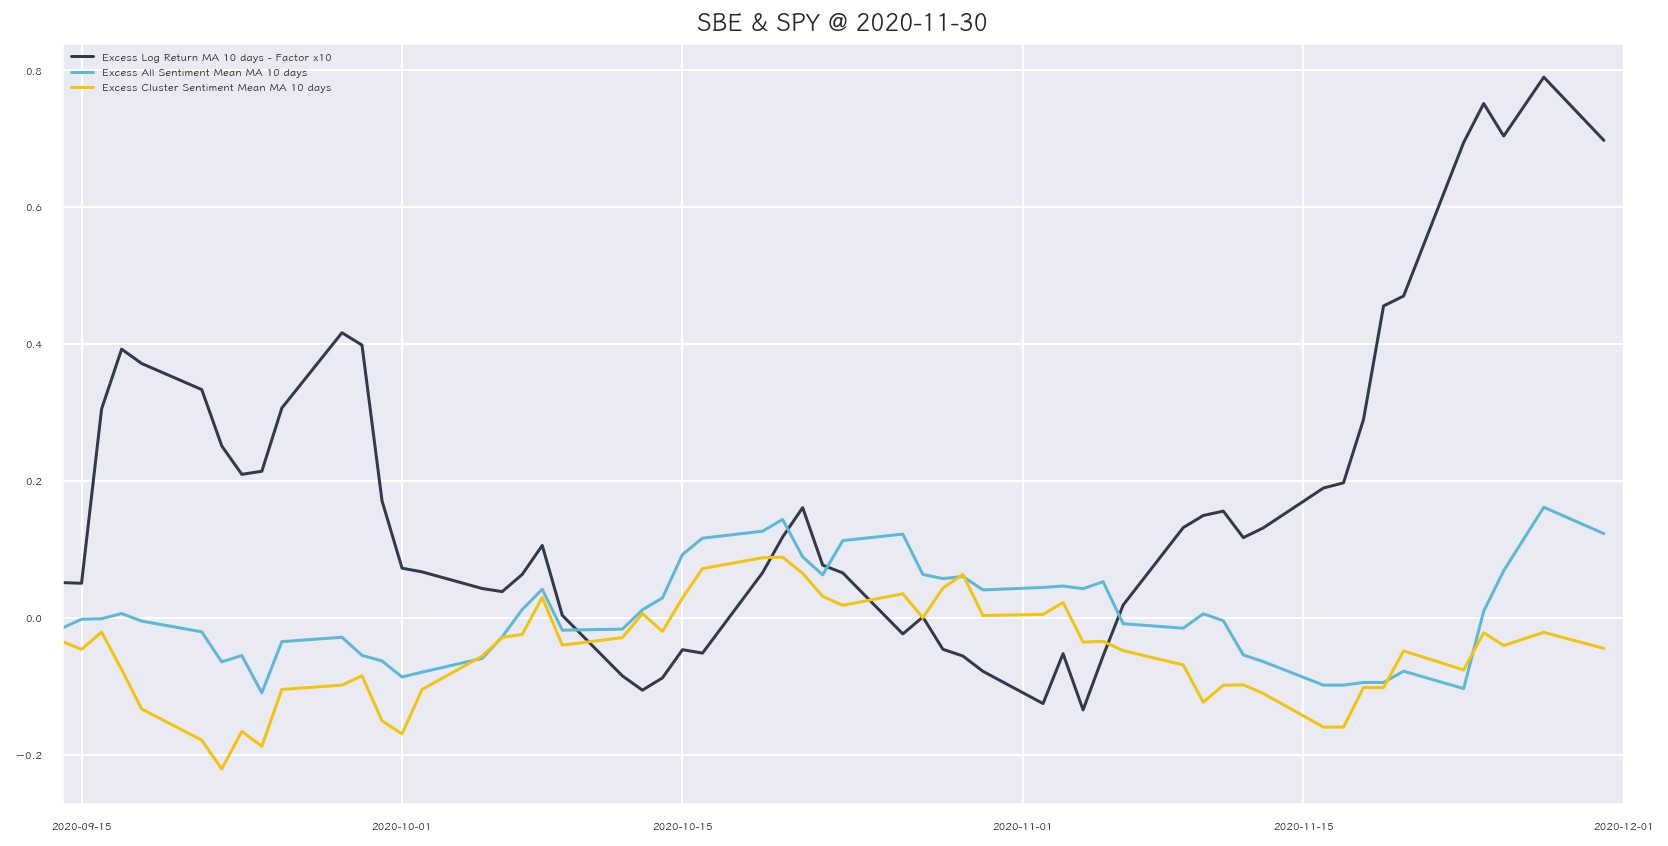 SBE & SPY @ 2020-11-30
Excess Log Return MA 10 days - Factor x10
Excess All Sentiment Mean MA 10 days
Excess Cluster Sentiment Mean MA 10 days
0.8
0.6
0.4
0.2
0.0
−0.2
2020-09-15 2020-10-01 2020-10-15 2020-11-01 2020-11-15 2020-12-01